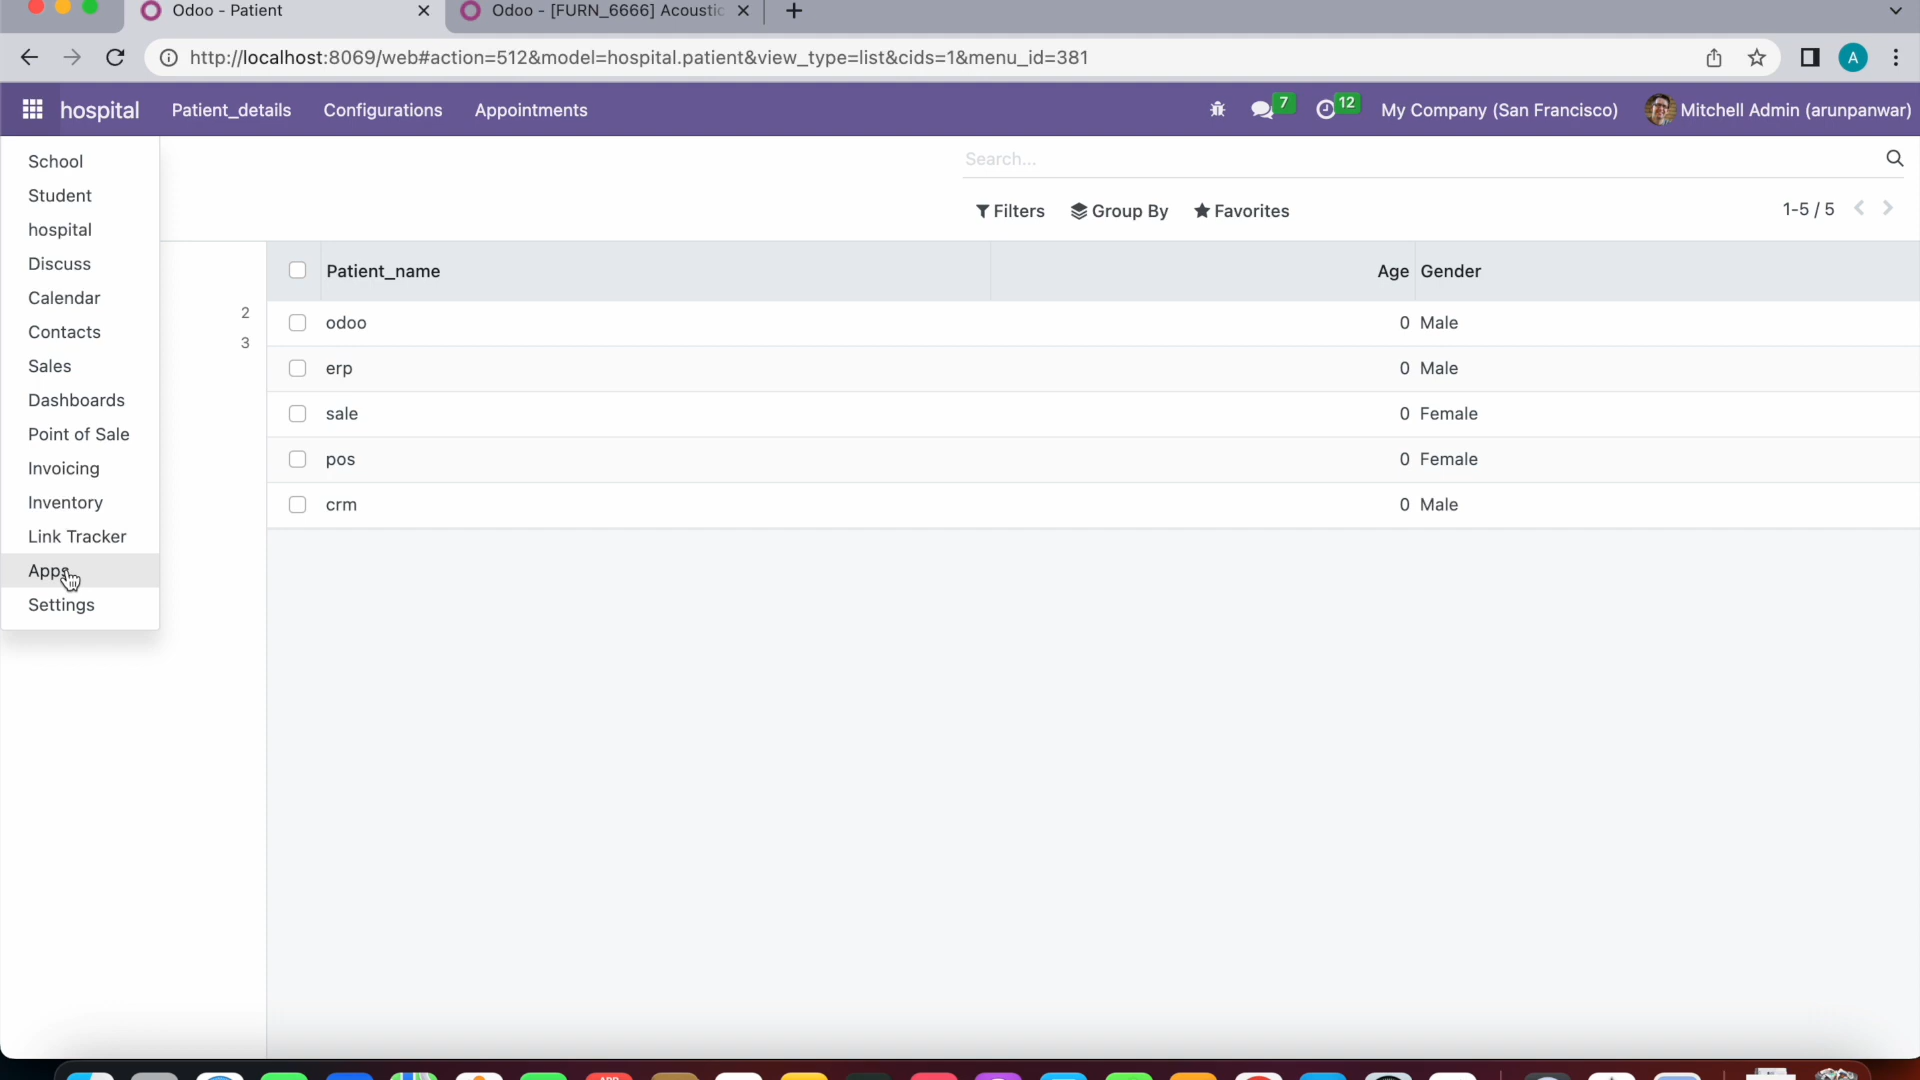 Odoo - Patient
Odoo - [FURN_6666] Acoustic
http://localhost:8069/web#action=512&model=hospital.patient&view_type=list&cids=1&menu_id=381
A
hospital Patient_details Configurations Appointments 7 12 My Company (San Francisco) Mitchell Admin (arunpanwar)
School
Student
hospital
Discuss
Calendar
Contacts
Sales
Dashboards
Point of Sale
Invoicing
Inventory
Link Tracker
Apps
Settings
Search...
Filters Group By Favorites 1-5 / 5
2
3
Patient_name Age Gender
odoo 0 Male
erp 0 Male
sale 0 Female
pos 0 Female
crm 0 Male